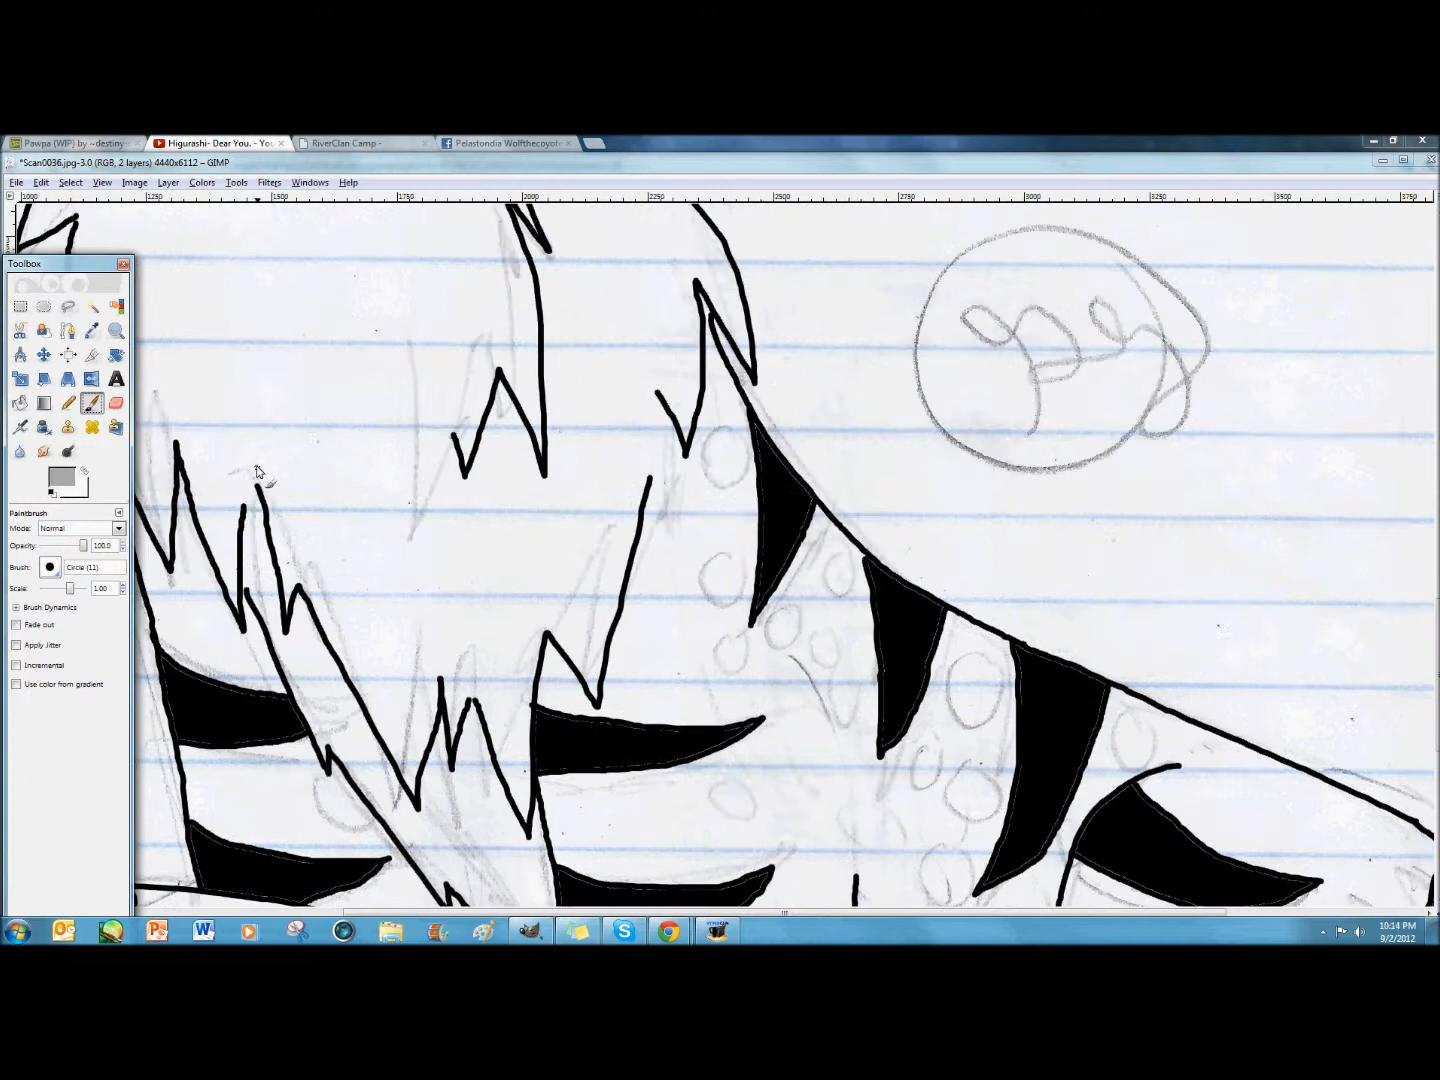 Pawpa (WIP) by ~destiny
Higurashi- Dear You. - You
RiverClan Camp -
Pelastondia Wolfthecoyote
*Scan0036.jpg-3.0 (RGB, 2 layers) 4440x6112 – GIMP
File Edit Select View Image Layer Colors Tools Filters Windows Help
1000 1250 1500 1750 2000 2250 2500 2750 3000 3250 3500 3750
Toolbox
Paintbrush
Mode: Normal
Opacity: 100.0
Brush: Circle (11)
Scale: 1.00
Brush Dynamics
Fade out
Apply Jitter
Incremental
Use color from gradient
10:14 PM
9/2/2012